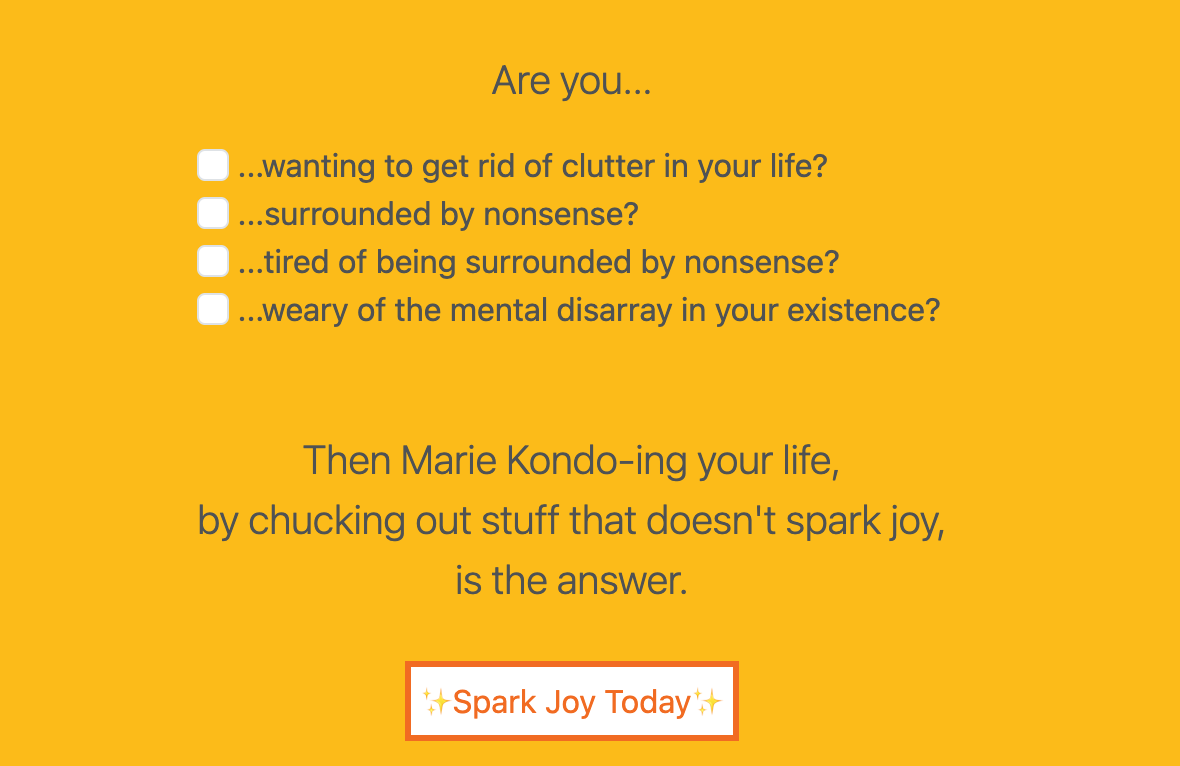 Are you...
...wanting to get rid of clutter in your life?
...surrounded by nonsense?
...tired of being surrounded by nonsense?
...weary of the mental disarray in your existence?
Then Marie Kondo-ing your life,
by chucking out stuff that doesn't spark joy,
is the answer.
✨Spark Joy Today✨